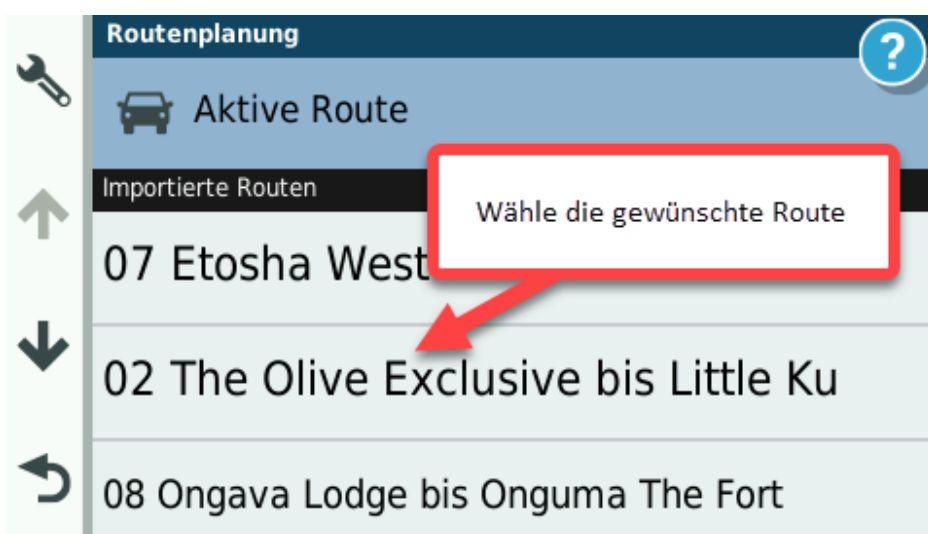 Routenplanung
?
Aktive Route
Importierte Routen
Wähle die gewünschte Route
07 Etosha West
02 The Olive Exclusive bis Little Ku
08 Ongava Lodge bis Onguma The Fort